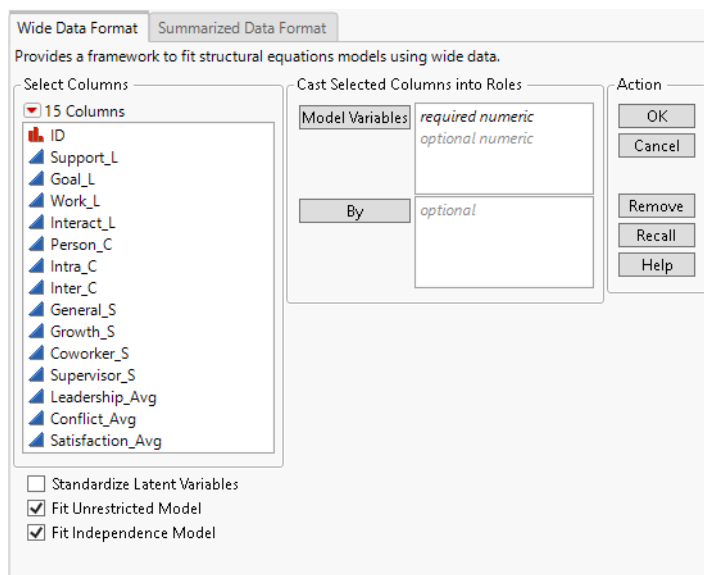 Wide Data Format
Summarized Data Format
Provides a framework to fit structural equations models using wide data.
Select Columns
15 Columns
ID
Support_L
Goal_L
Work_L
Interact_L
Person_C
Intra_C
Inter_C
General_S
Growth_S
Coworker_S
Supervisor_S
Leadership_Avg
Conflict_Avg
Satisfaction_Avg
Standardize Latent Variables
Fit Unrestricted Model
Fit Independence Model
Cast Selected Columns into Roles
Model Variables
required numeric
optional numeric
By
optional
Action
OK
Cancel
Remove
Recall
Help